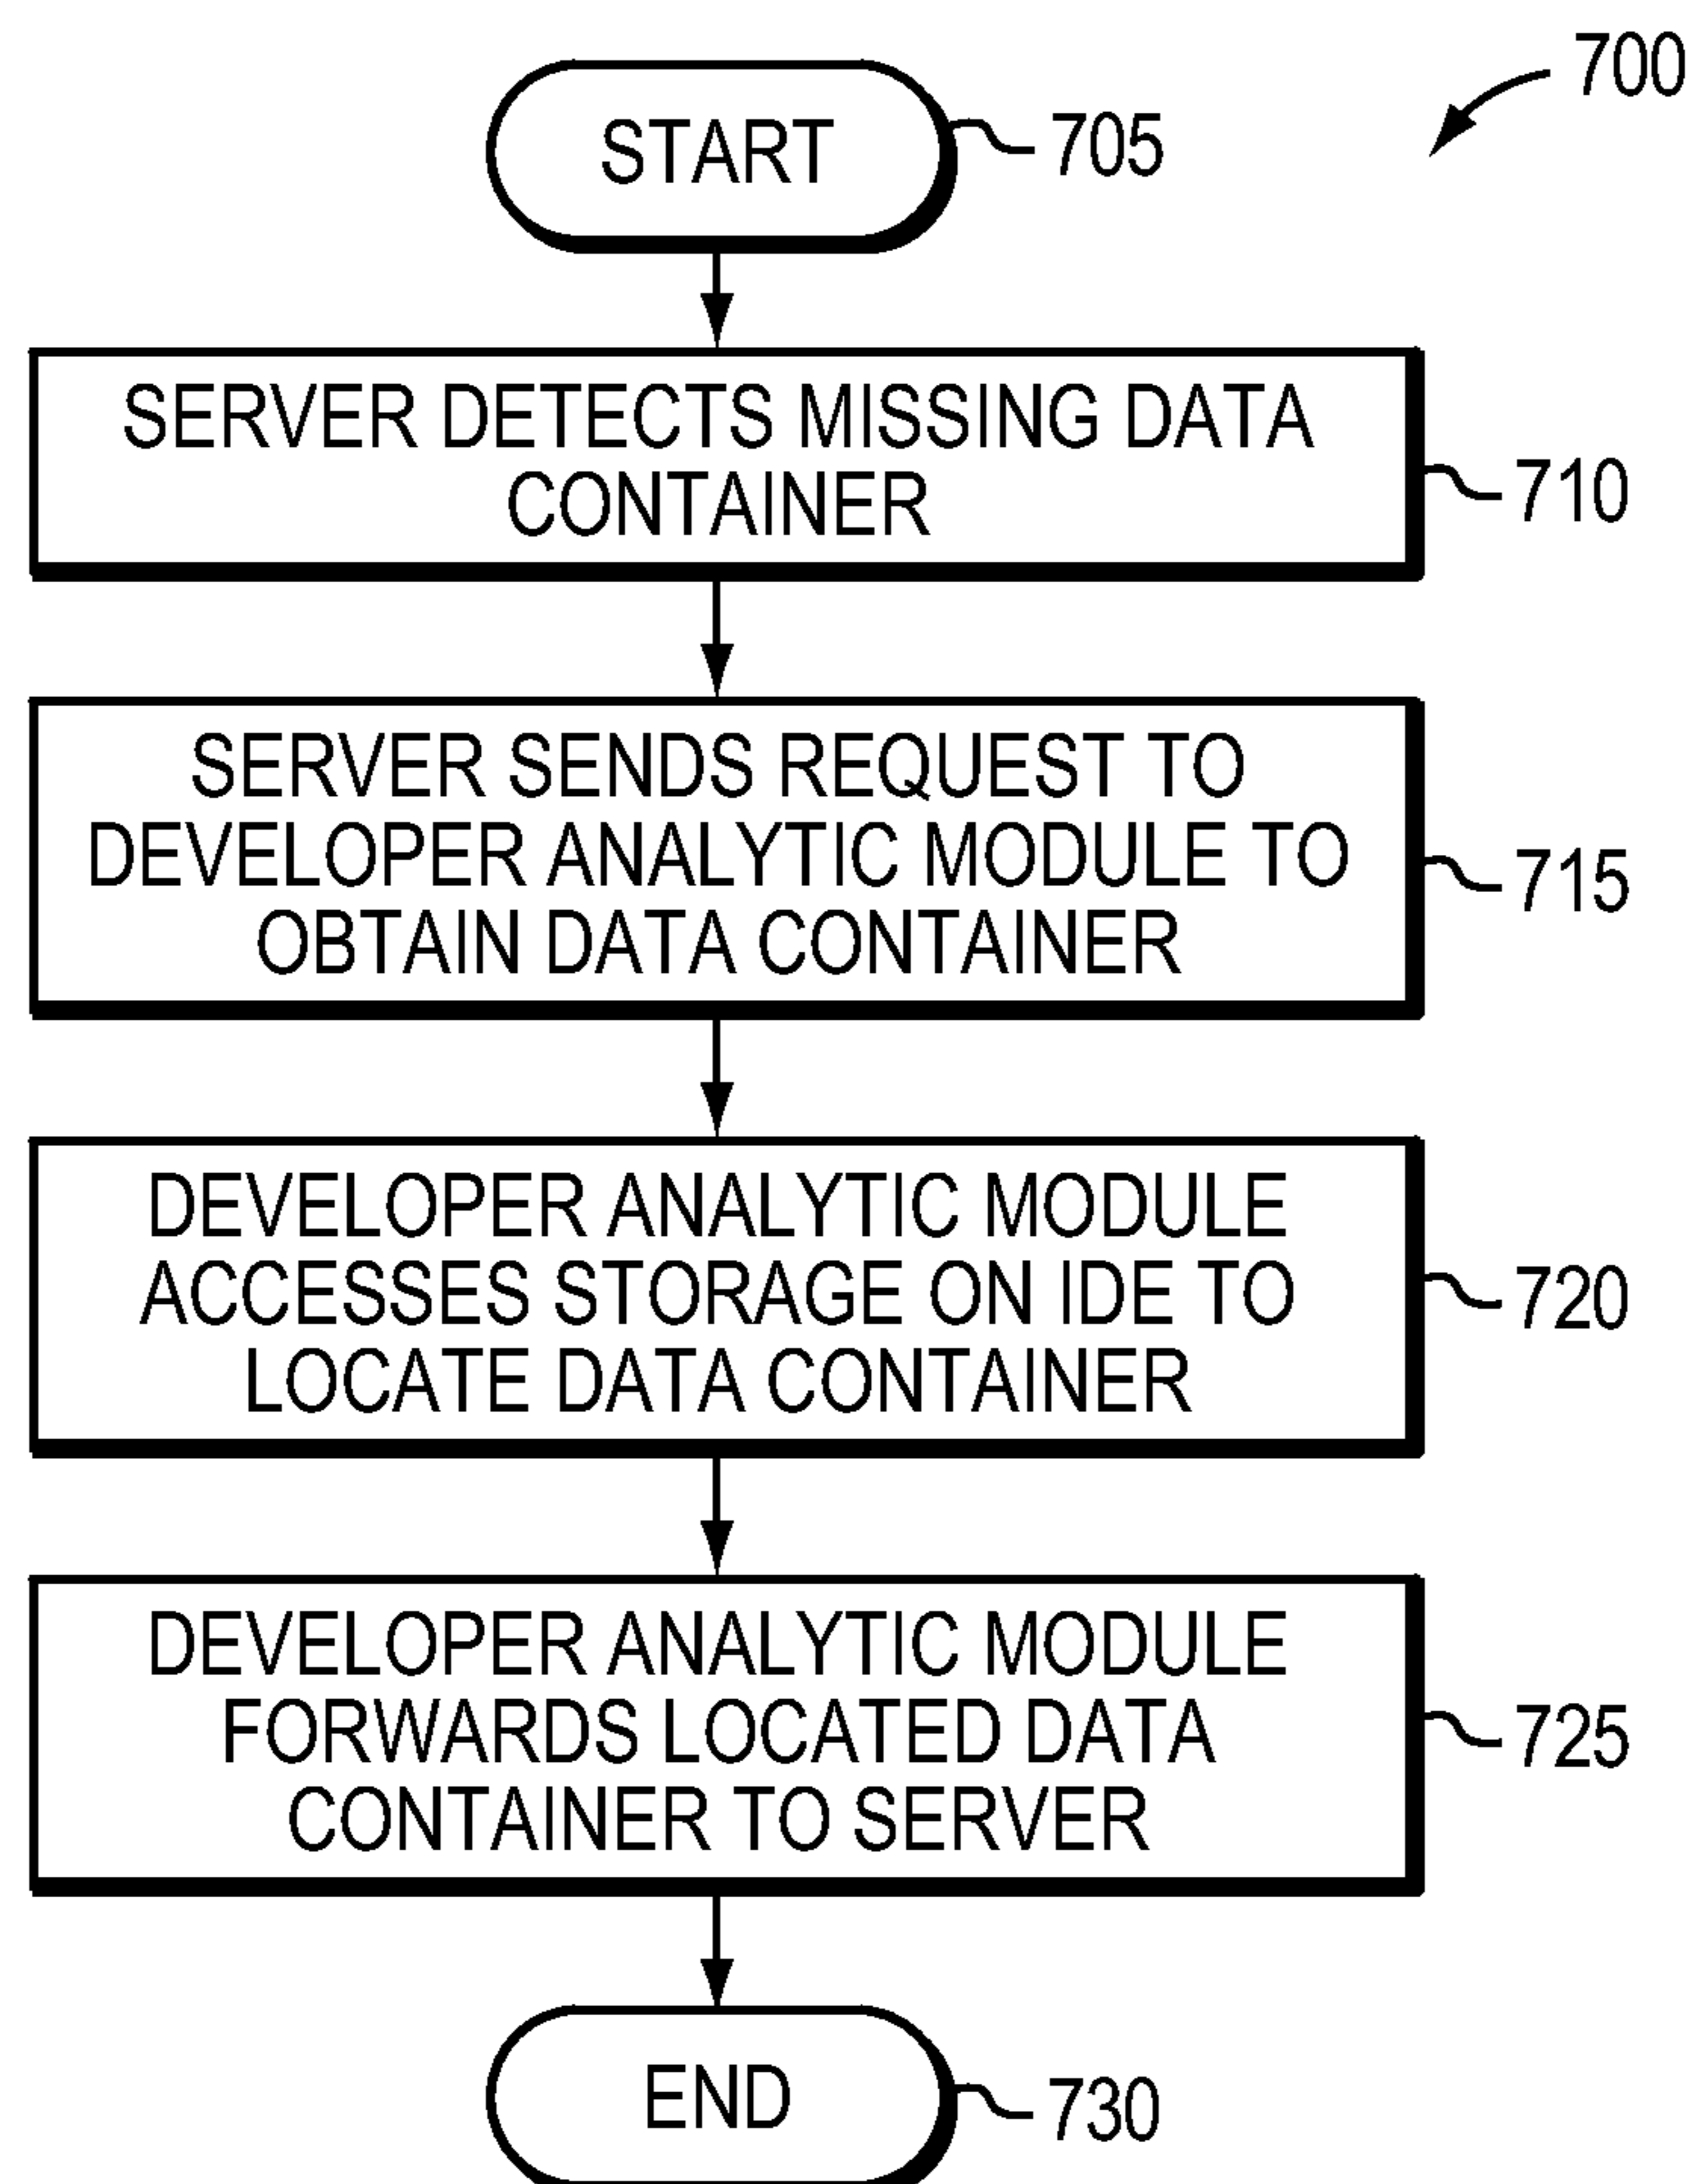 700
START
705
SERVER DETECTS MISSING DATA
CONTAINER
710
SERVER SENDS REQUEST TO
DEVELOPER ANALYTIC MODULE TO
OBTAIN DATA CONTAINER
715
DEVELOPER ANALYTIC MODULE
ACCESSES STORAGE ON IDE TO
LOCATE DATA CONTAINER
720
DEVELOPER ANALYTIC MODULE
FORWARDS LOCATED DATA
CONTAINER TO SERVER
725
END
730